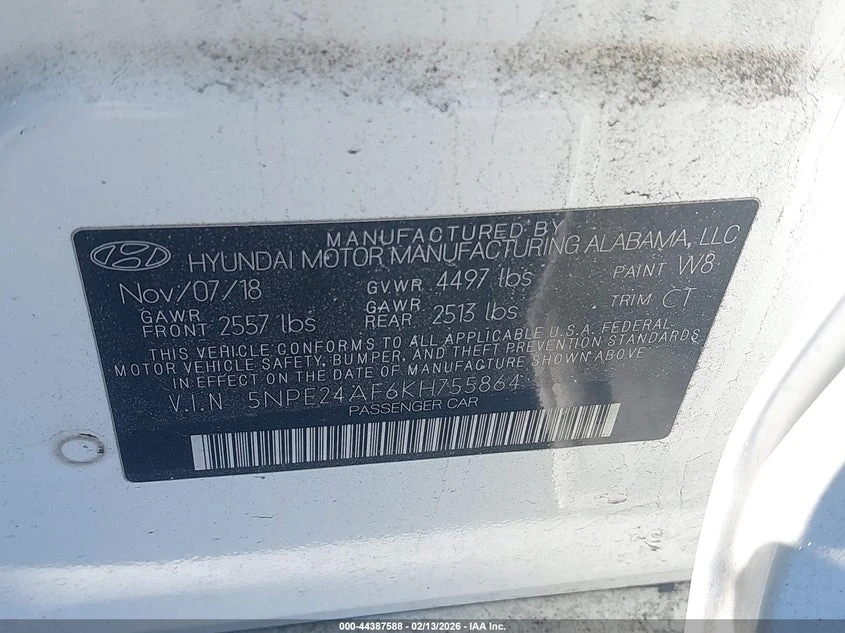 MANUFACTURED BY
HYUNDAI MOTOR MANUFACTURING ALABAMA, LLC
Nov/07/18 GVWR 4497 lbs PAINT W8
GAWR FRONT 2557 lbs GAWR REAR 2513 lbs TRIM CT
THIS VEHICLE CONFORMS TO ALL APPLICABLE U.S.A. FEDERAL
MOTOR VEHICLE SAFETY, BUMPER, AND THEFT PREVENTION STANDARDS
IN EFFECT ON THE DATE OF MANUFACTURE SHOWN ABOVE
V.I.N 5NPE24AF6KH755864
PASSENGER CAR
000-44387588 - 02/13/2026 - IAA Inc.